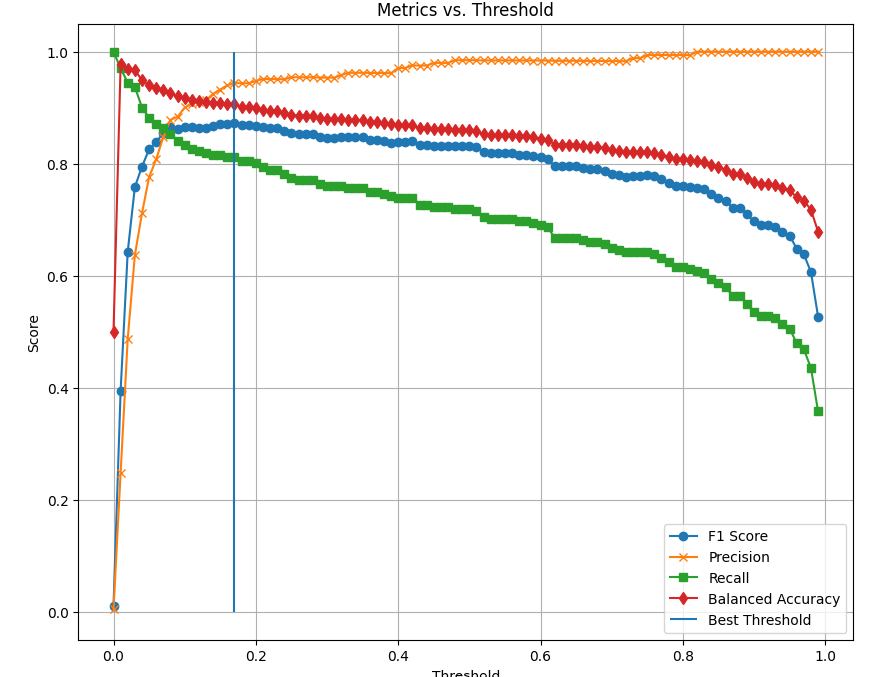 Metrics vs. Threshold
Score
1.0
0.8
0.6
0.4
0.2
0.0
F1 Score
Precision
Recall
Balanced Accuracy
Best Threshold
0.0 0.2 0.4 0.6 0.8 1.0
Threshold